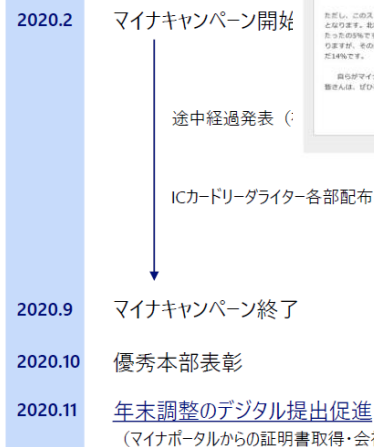 2020.2 マイナキャンペーン開始
ただし、このス
となります。北
たったの5%です
りますが、その
だ14%です。
自らがマイ
皆さんは、ぜひ
途中経過発表（
ICカードリーダライター各部配布
2020.9 マイナキャンペーン終了
2020.10 優秀本部表彰
2020.11 年末調整のデジタル提出促進
（マイナポータルからの証明書取得・会